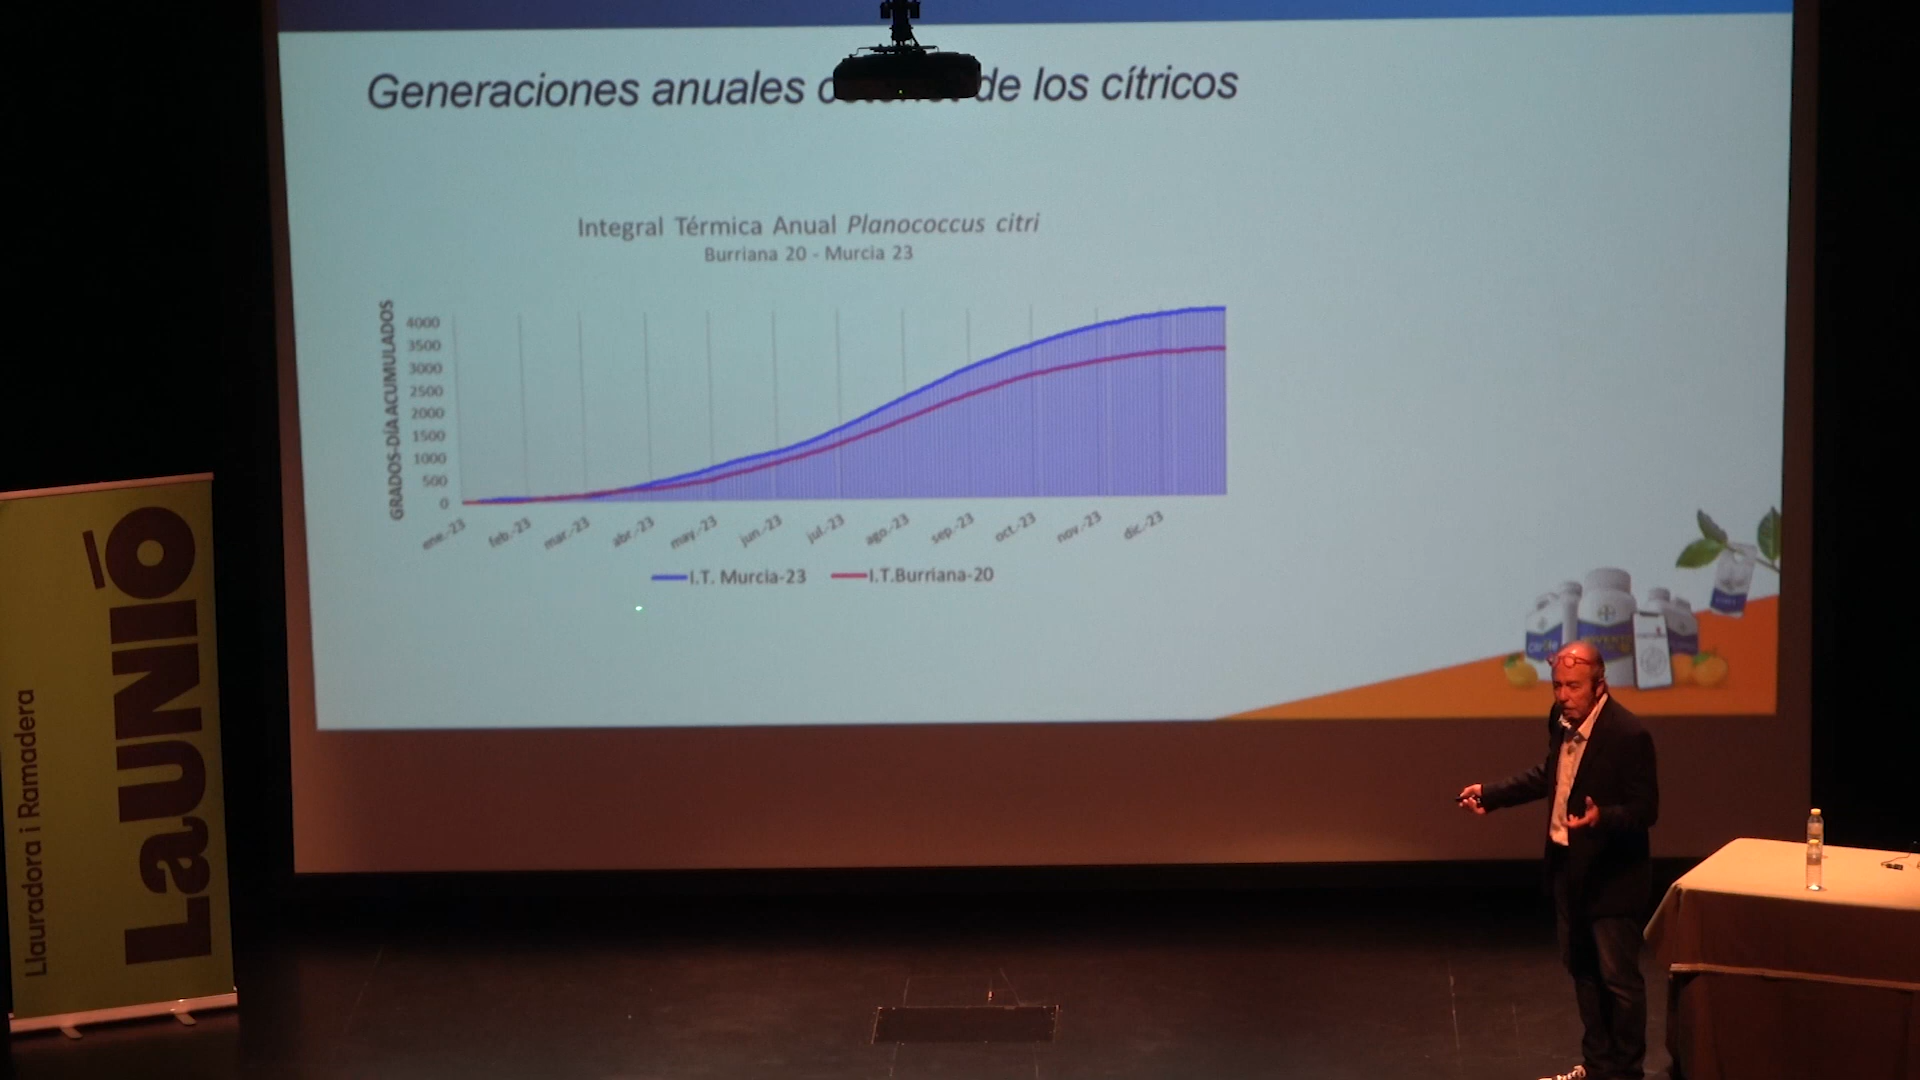 Generaciones anuales de los cítricos
Integral Térmica Anual Planococcus citri
Burriana 20 - Murcia 23
GRADOS-DÍA ACUMULADOS
4000
3500
3000
2500
2000
1500
1000
500
0
ene.-23 feb.-23 mar.-23 abr.-23 may.-23 jun.-23 jul.-23 ago.-23 sep.-23 oct.-23 nov.-23 dic.-23
I.T. Murcia-23 I.T.Burriana-20
LaUNIÓ
Llauradora i Ramadera